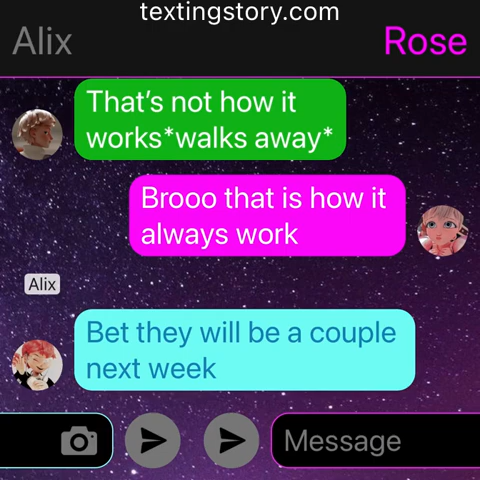 textingstory.com
Alix
Rose
That’s not how it
works*walks away*
Brooo that is how it
always work
Alix
Bet they will be a couple
next week
Message